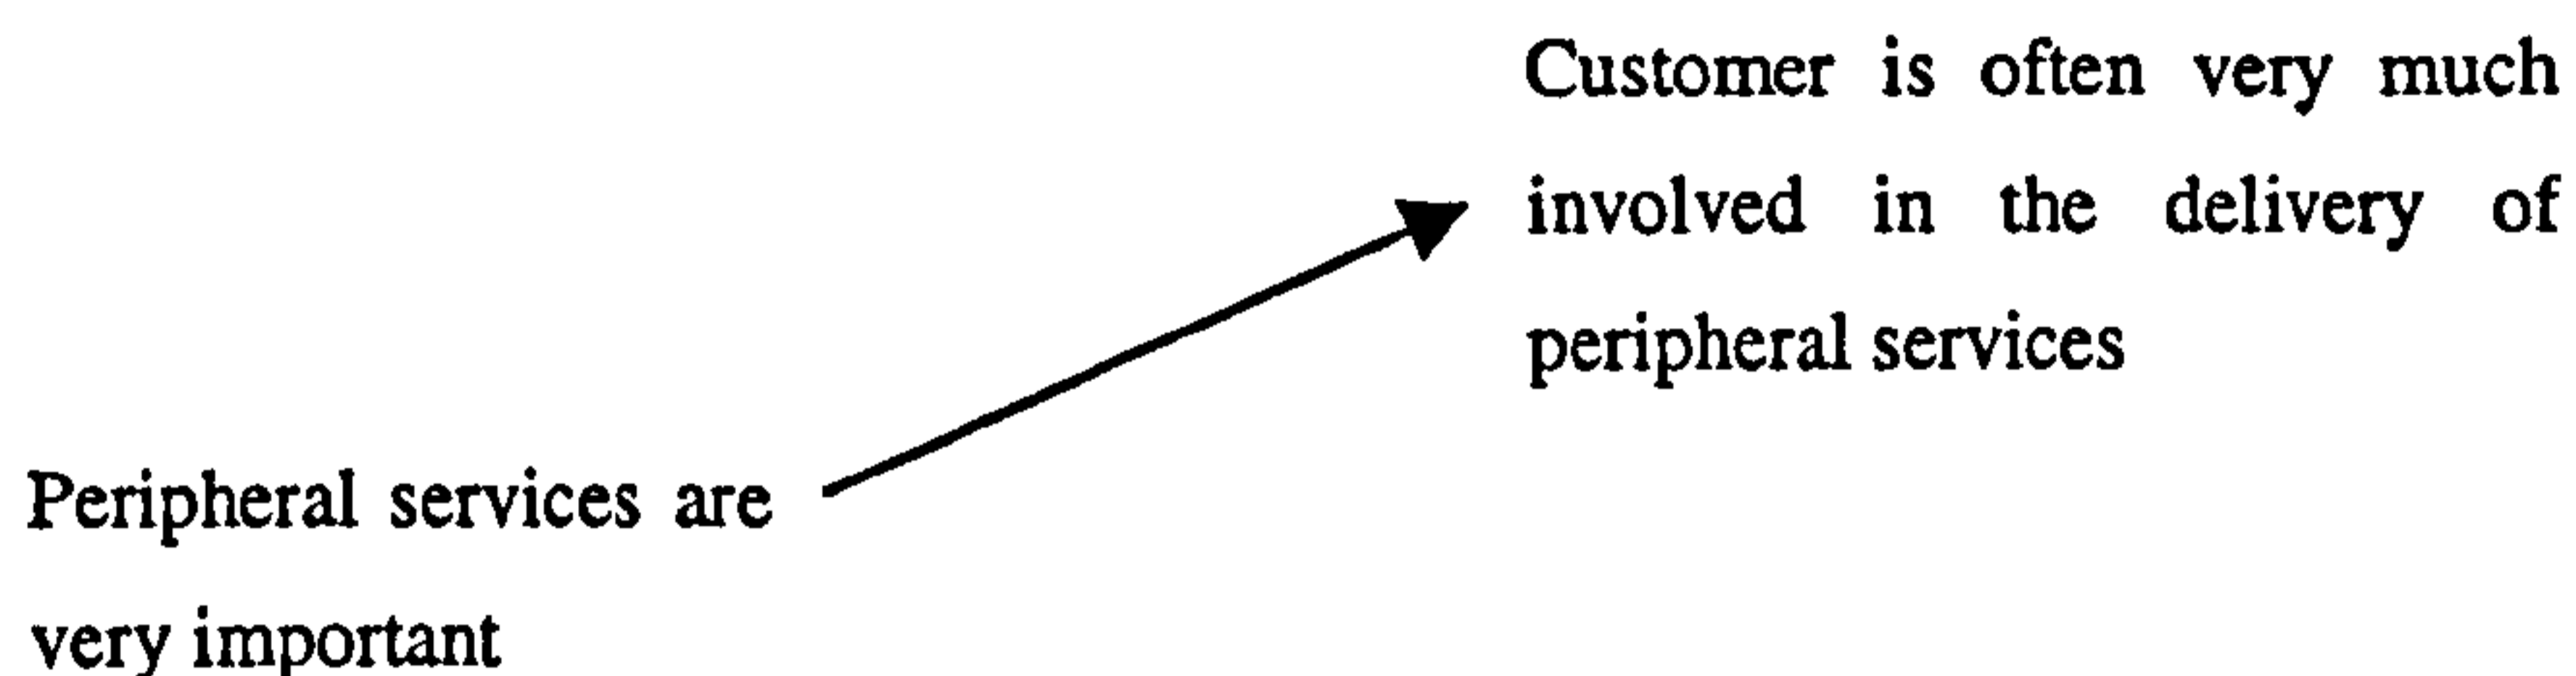 Customer is often very much
involved in the delivery of
peripheral services
Peripheral services are
very important